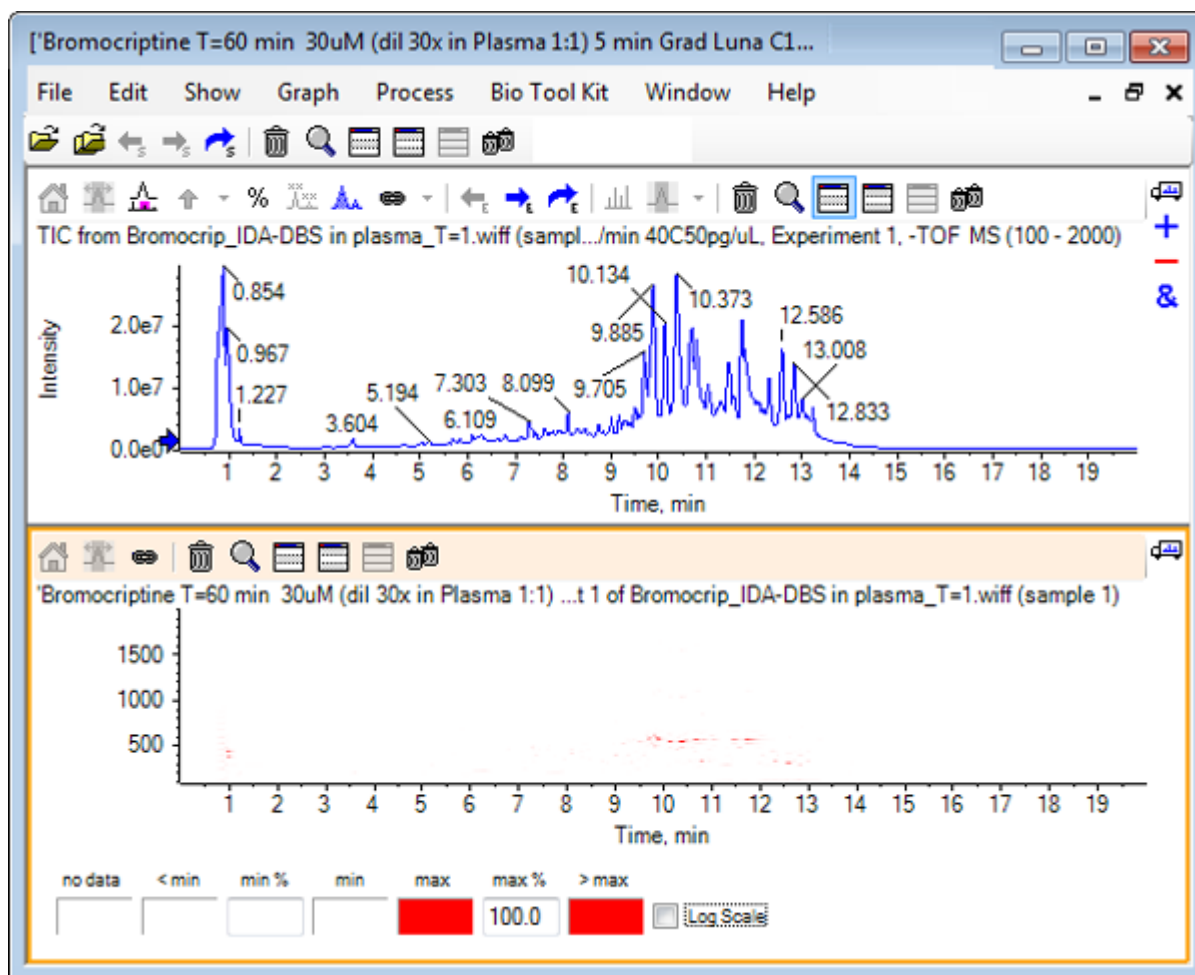 ['Bromocriptine T=60 min  30uM (dil 30x in Plasma 1:1) 5 min Grad Luna C1...
File Edit Show Graph Process Bio Tool Kit Window Help
TIC from Bromocrip_IDA-DBS in plasma_T=1.wiff (sampl.../min 40C50pg/uL, Experiment 1, -TOF MS (100 - 2000)
Intensity
2.0e7
1.0e7
0.0e0
0.854
0.967
1.227
3.604
5.194
6.109
7.303
8.099
9.705
9.885
10.134
10.373
12.586
13.008
12.833
1 2 3 4 5 6 7 8 9 10 11 12 13 14 15 16 17 18 19
Time, min
'Bromocriptine T=60 min  30uM (dil 30x in Plasma 1:1) ...t 1 of Bromocrip_IDA-DBS in plasma_T=1.wiff (sample 1)
1500
1000
500
1 2 3 4 5 6 7 8 9 10 11 12 13 14 15 16 17 18 19
Time, min
no data < min min % min max max % > max
100.0 Log Scale